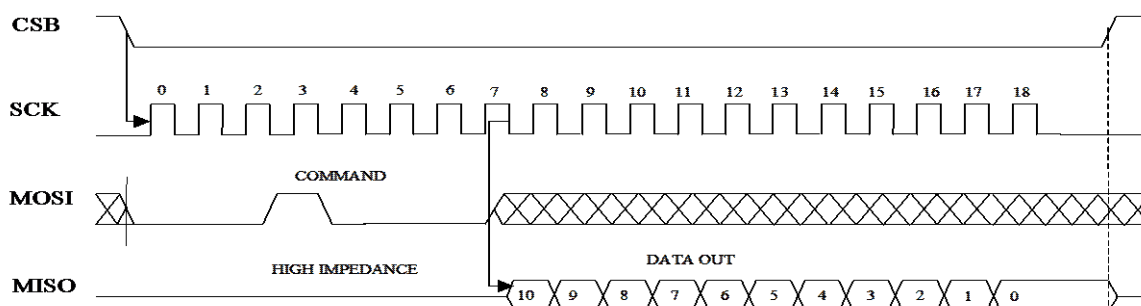 CSB
0 1 2 3 4 5 6 7 8 9 10 11 12 13 14 15 16 17 18
SCK
COMMAND
MOSI
HIGH IMPEDANCE
DATA OUT
MISO
10 9 8 7 6 5 4 3 2 1 0